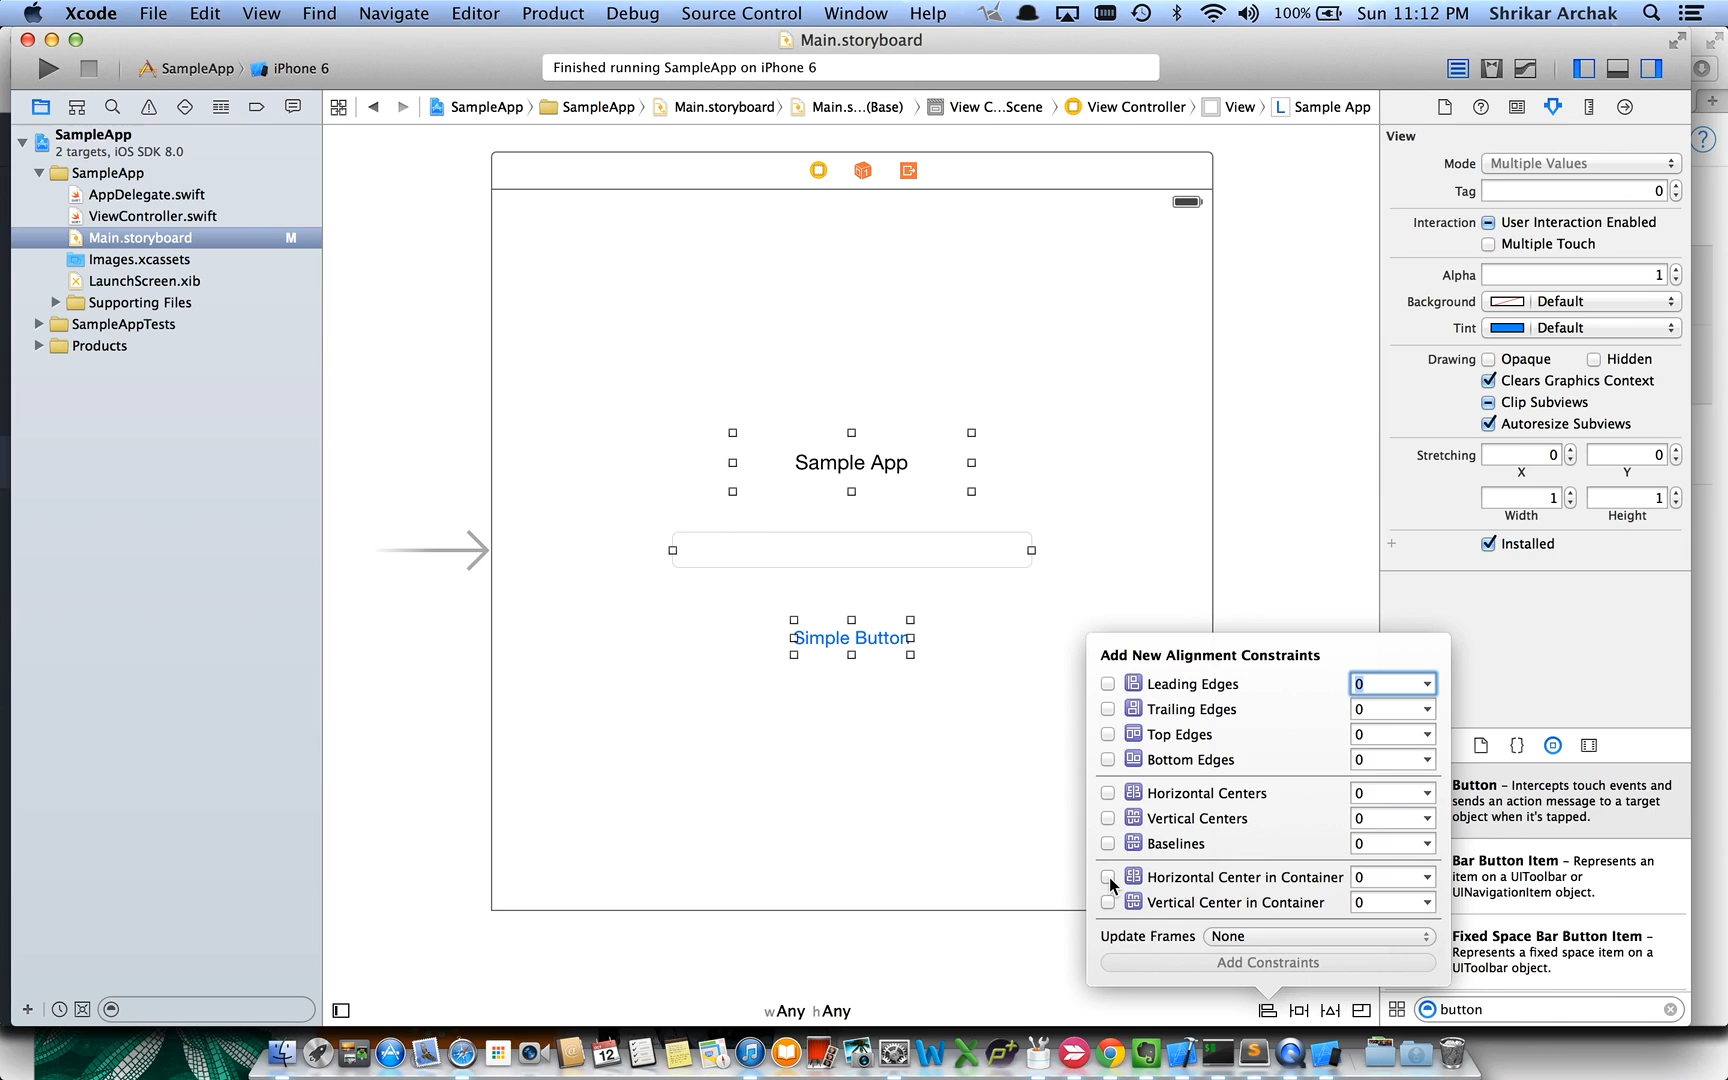 Xcode File Edit View Find Navigate Editor Product Debug Source Control Window Help 100% Sun 11:12 PM Shrikar Archak
Main.storyboard
SampleApp 〉 iPhone 6
Finished running SampleApp on iPhone 6
SampleApp 〉 SampleApp 〉 Main.storyboard 〉 Main.s...(Base) 〉 View C...Scene 〉 View Controller 〉 View 〉 L Sample App
SampleApp
2 targets, iOS SDK 8.0
SampleApp
AppDelegate.swift
ViewController.swift
Main.storyboard M
Images.xcassets
LaunchScreen.xib
Supporting Files
SampleAppTests
Products
Sample App
Simple Button
wAny hAny
Add New Alignment Constraints
Leading Edges 0
Trailing Edges 0
Top Edges 0
Bottom Edges 0
Horizontal Centers 0
Vertical Centers 0
Baselines 0
Horizontal Center in Container 0
Vertical Center in Container 0
Update Frames None
Add Constraints
View
Mode Multiple Values
Tag 0
Interaction User Interaction Enabled
Multiple Touch
Alpha 1
Background Default
Tint Default
Drawing Opaque Hidden
Clears Graphics Context
Clip Subviews
Autoresize Subviews
Stretching 0 0
X Y
1 1
Width Height
+ Installed
Button – Intercepts touch events and
sends an action message to a target
object when it's tapped.
Bar Button Item – Represents an
item on a UIToolbar or
UINavigationItem object.
Fixed Space Bar Button Item –
Represents a fixed space item on a
UIToolbar object.
button
12